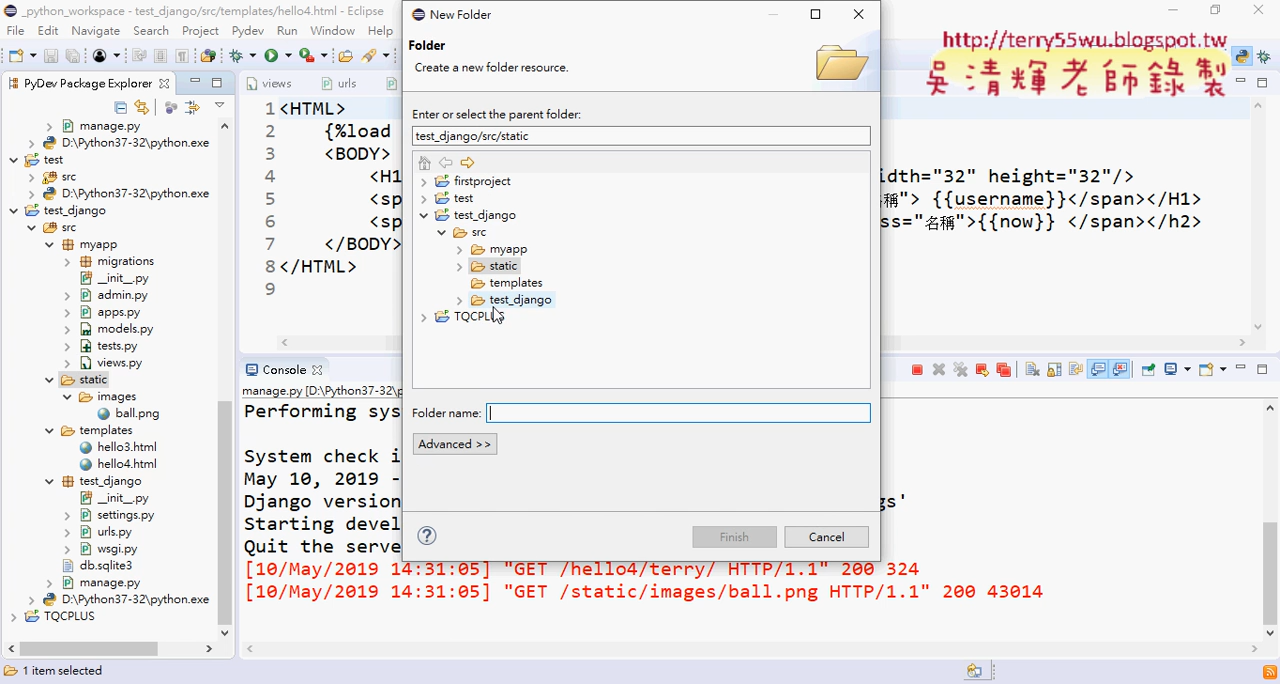 _python_workspace - test_django/src/templates/hello4.html - Eclipse
File Edit Navigate Search Project Pydev Run Window Help
PyDev Package Explorer
manage.py
D:\Python37-32\python.exe
test
src
D:\Python37-32\python.exe
test_django
src
myapp
migrations
__init__.py
admin.py
apps.py
models.py
tests.py
views.py
static
images
ball.png
templates
hello3.html
hello4.html
test_django
__init__.py
settings.py
urls.py
wsgi.py
db.sqlite3
manage.py
D:\Python37-32\python.exe
TQCPLUS
1 item selected
views urls
1 <HTML>
2 {%load
3 <BODY>
4 <H1 idth="32" height="32"/>
5 <sp 稱"> {{username}}</span></H1>
6 <sp ss="名稱">{{now}} </span></h2>
7 </BODY>
8 </HTML>
9
New Folder
Folder
Create a new folder resource.
Enter or select the parent folder:
test_django/src/static
firstproject
test
test_django
src
myapp
static
templates
test_django
TQCPLUS
Folder name:
Advanced >>
Finish Cancel
http://terry55wu.blogspot.tw
吳清輝老師錄製
Console
manage.py [D:\Python37-32\p
Performing sys
System check i
May 10, 2019 -
Django version gs'
Starting devel
Quit the serve
[10/May/2019 14:31:05] "GET /hello4/terry/ HTTP/1.1" 200 324
[10/May/2019 14:31:05] "GET /static/images/ball.png HTTP/1.1" 200 43014